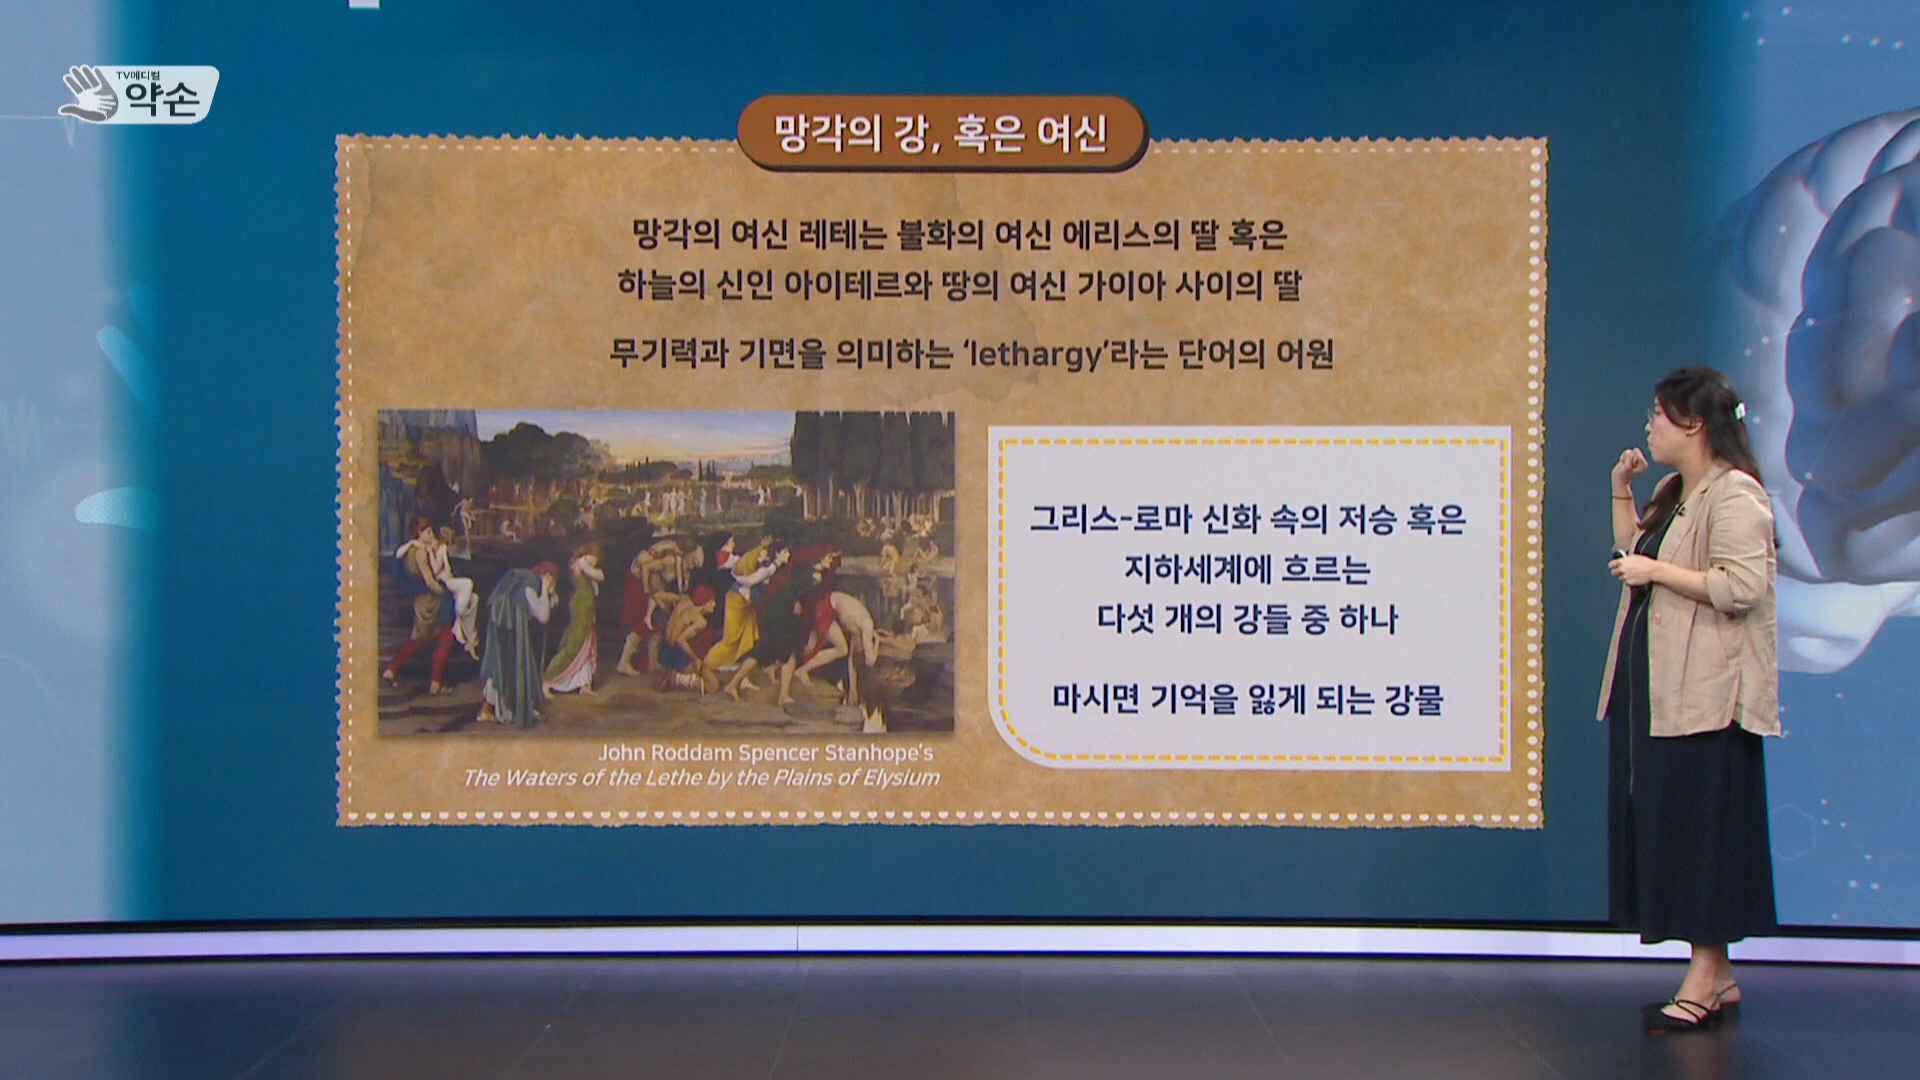 TV메디컬
약손
망각의 강, 혹은 여신
망각의 여신 레테는 불화의 여신 에리스의 딸 혹은
하늘의 신인 아이테르와 땅의 여신 가이아 사이의 딸
무기력과 기면을 의미하는 ‘lethargy’라는 단어의 어원
John Roddam Spencer Stanhope’s
The Waters of the Lethe by the Plains of Elysium
그리스-로마 신화 속의 저승 혹은
지하세계에 흐르는
다섯 개의 강들 중 하나
마시면 기억을 잃게 되는 강물